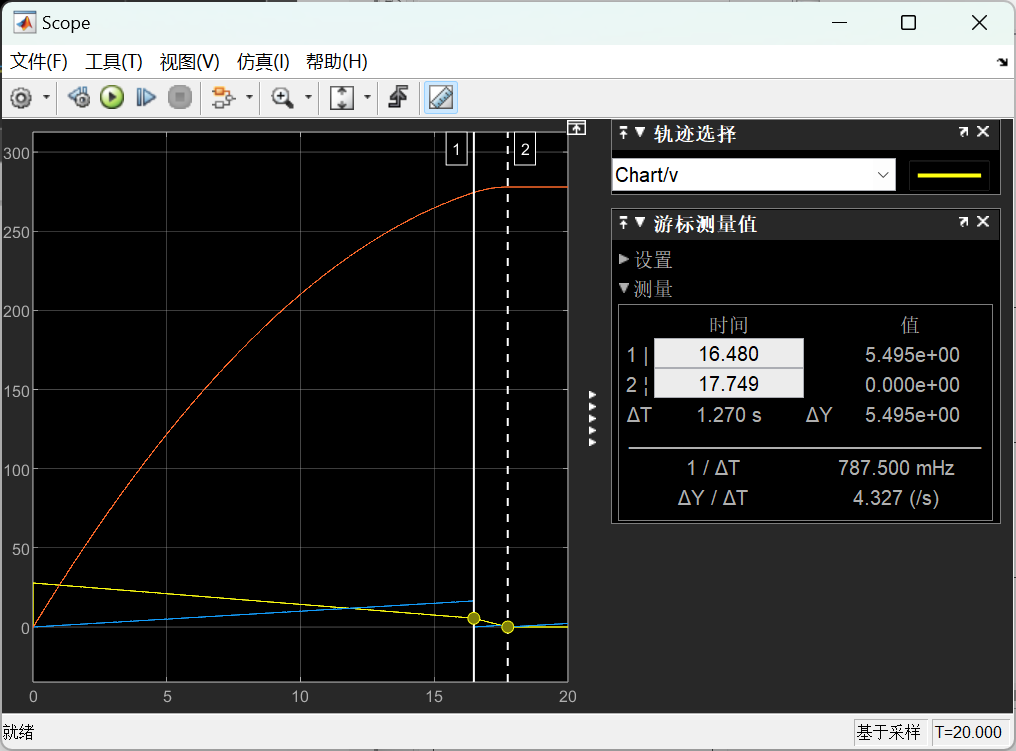 Scope
文件(F) 工具(T) 视图(V) 仿真(I) 帮助(H)
300
250
200
150
100
50
0
0 5 10 15 20
1 2
轨迹选择
Chart/v
游标测量值
设置
测量
时间 值
1 | 16.480 5.495e+00
2 ¦ 17.749 0.000e+00
ΔT 1.270 s ΔY 5.495e+00
1 / ΔT 787.500 mHz
ΔY / ΔT 4.327 (/s)
就绪 基于采样 T=20.000